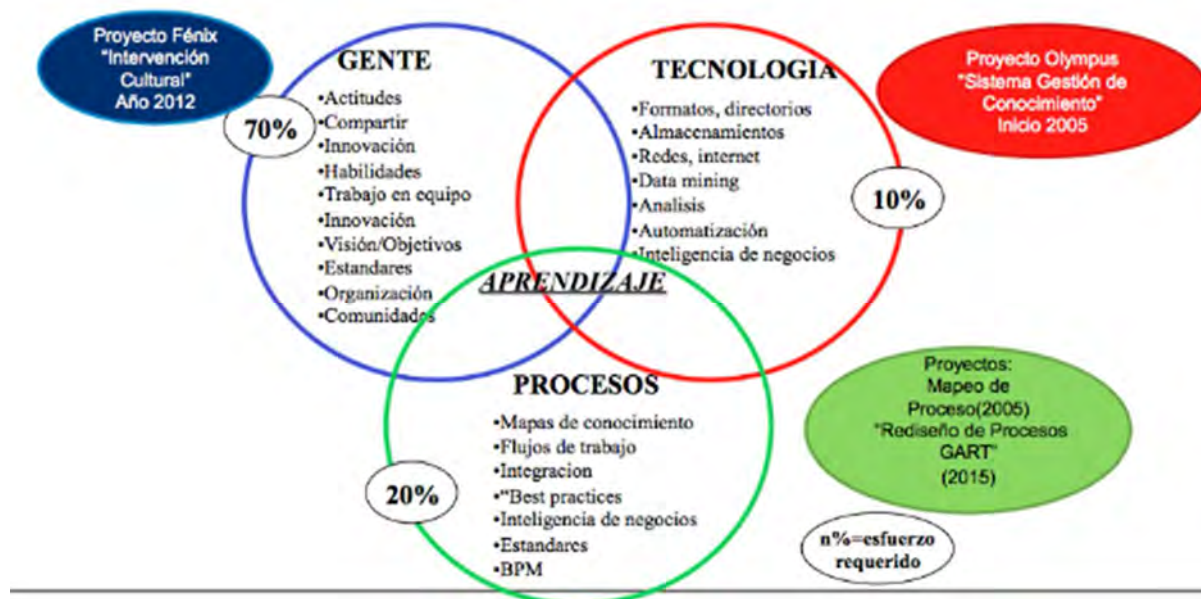 Proyecto Fénix
"Intervención
Cultural"
Año 2012
70%
GENTE
•Actitudes
•Compartir
•Innovación
•Habilidades
•Trabajo en equipo
•Innovación
•Visión/Objetivos
•Estandares
•Organización
•Comunidades
TECNOLOGIA
•Formatos, directorios
•Almacenamientos
•Redes, internet
•Data mining
•Analisis
•Automatización
•Inteligencia de negocios
10%
Proyecto Olympus
"Sistema Gestión de
Conocimiento"
Inicio 2005
APRENDIZAJE
PROCESOS
•Mapas de conocimiento
•Flujos de trabajo
•Integracion
•"Best practices
•Inteligencia de negocios
•Estandares
•BPM
20%
Proyectos:
Mapeo de
Proceso(2005)
"Rediseño de Procesos
GART"
(2015)
n%=esfuerzo
requerido